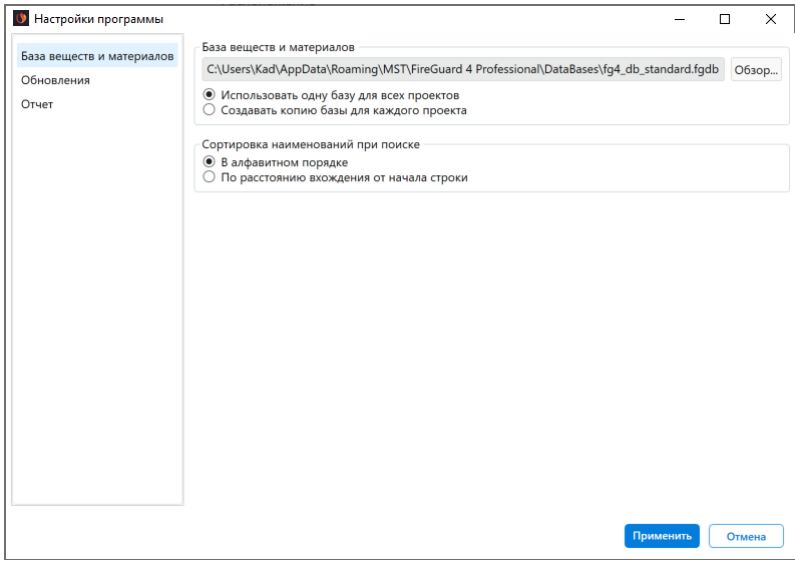 Настройки программы
База веществ и материалов
Обновления
Отчет
База веществ и материалов
C:\Users\Kad\AppData\Roaming\MST\FireGuard 4 Professional\DataBases\fg4_db_standard.fgdb
Обзор...
Использовать одну базу для всех проектов
Создавать копию базы для каждого проекта
Сортировка наименований при поиске
В алфавитном порядке
По расстоянию вхождения от начала строки
Применить
Отмена